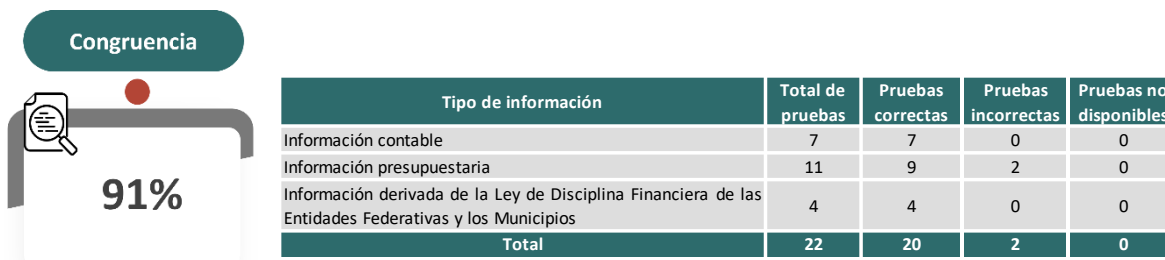 Congruencia
91%
Tipo de información
Total de pruebas
Pruebas correctas
Pruebas incorrectas
Pruebas no disponibles
Información contable 7 7 0 0
Información presupuestaria 11 9 2 0
Información derivada de la Ley de Disciplina Financiera de las
Entidades Federativas y los Municipios 4 4 0 0
Total 22 20 2 0